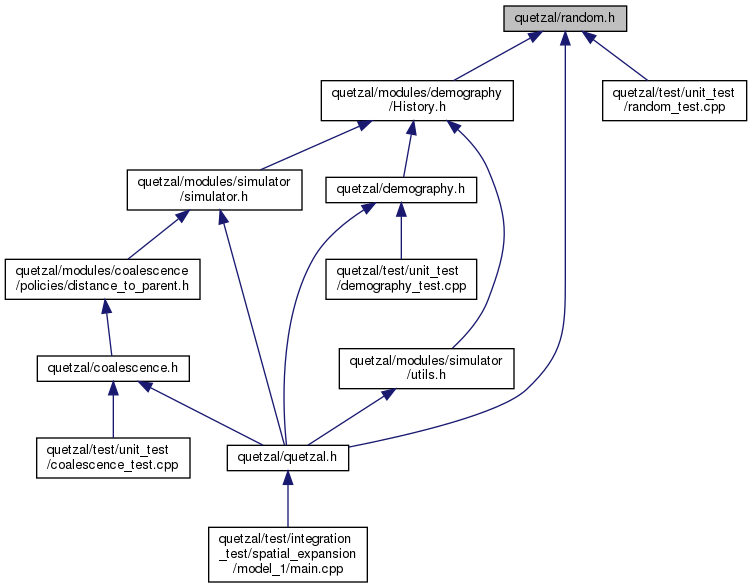 quetzal/random.h
quetzal/modules/demography
/History.h
quetzal/test/unit_test
/random_test.cpp
quetzal/modules/simulator
/simulator.h
quetzal/demography.h
quetzal/modules/coalescence
/policies/distance_to_parent.h
quetzal/test/unit_test
/demography_test.cpp
quetzal/coalescence.h
quetzal/modules/simulator
/utils.h
quetzal/test/unit_test
/coalescence_test.cpp
quetzal/quetzal.h
quetzal/test/integration
_test/spatial_expansion
/model_1/main.cpp